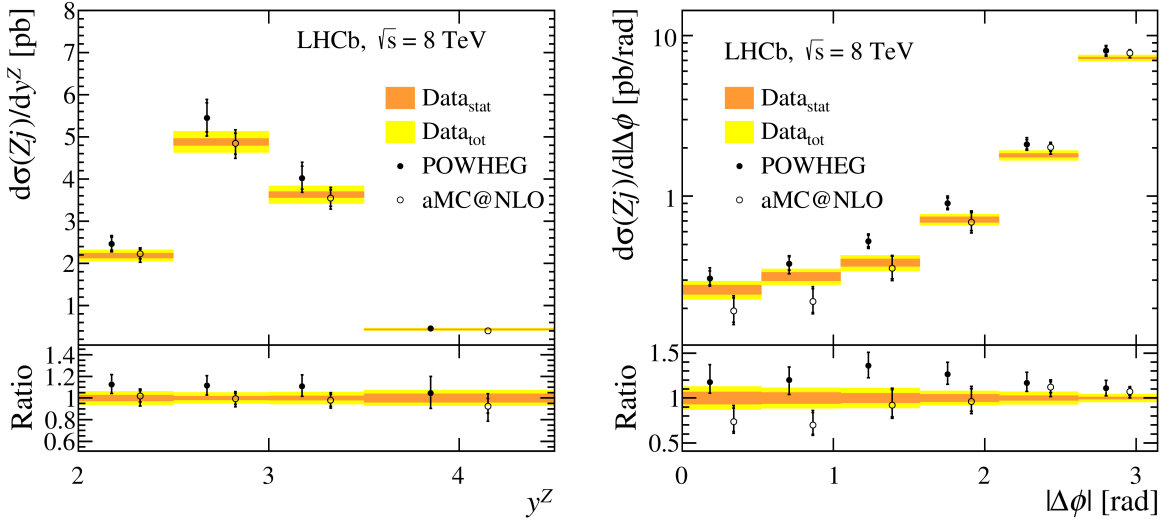 dσ(Zj)/dy^Z [pb]
8
7
6
5
4
3
2
1
LHCb, √s = 8 TeV
Data_stat
Data_tot
POWHEG
aMC@NLO
Ratio
1.4
1.2
1.0
0.8
0.6
2
3
4
y^Z
dσ(Zj)/d|Δϕ| [pb/rad]
10
1
LHCb, √s = 8 TeV
Data_stat
Data_tot
POWHEG
aMC@NLO
Ratio
1.5
1
0.5
0
1
2
3
|Δϕ| [rad]